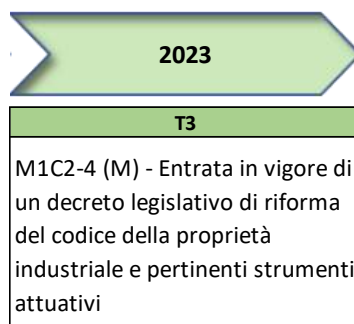 2023
T3
M1C2-4 (M) - Entrata in vigore di
un decreto legislativo di riforma
del codice della proprietà
industriale e pertinenti strumenti
attuativi